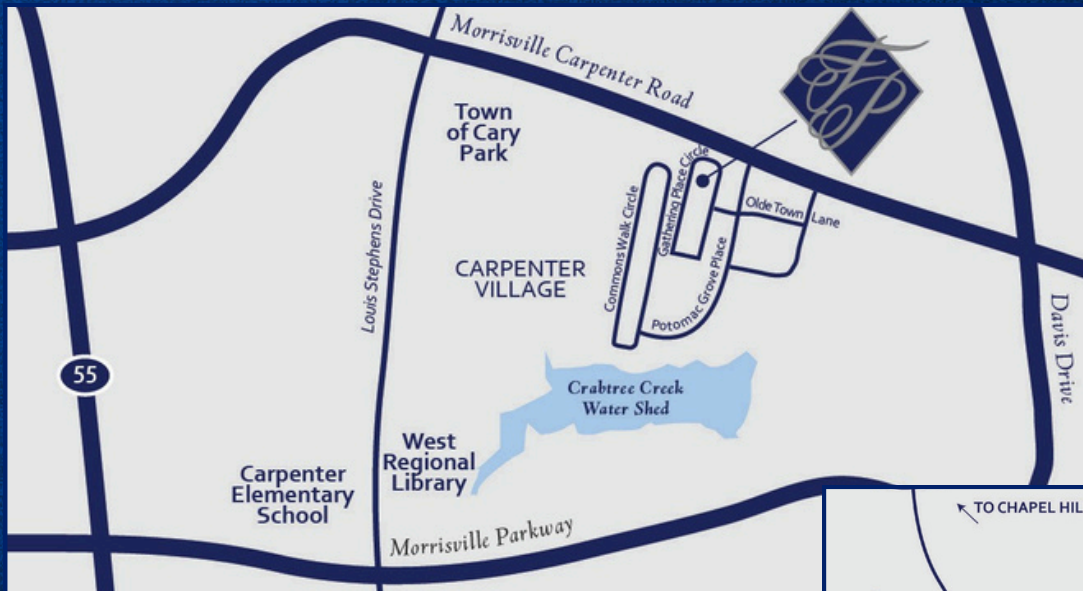 Morrisville Carpenter Road
FP
Town
of Cary
Park
Louis Stephens Drive
Gathering Place Circle
Commons Walk Circle
Olde Town Lane
Potomac Grove Place
CARPENTER
VILLAGE
Davis Drive
55
Crabtree Creek
Water Shed
West
Regional
Library
Carpenter
Elementary
School
Morrisville Parkway
TO CHAPEL HIL